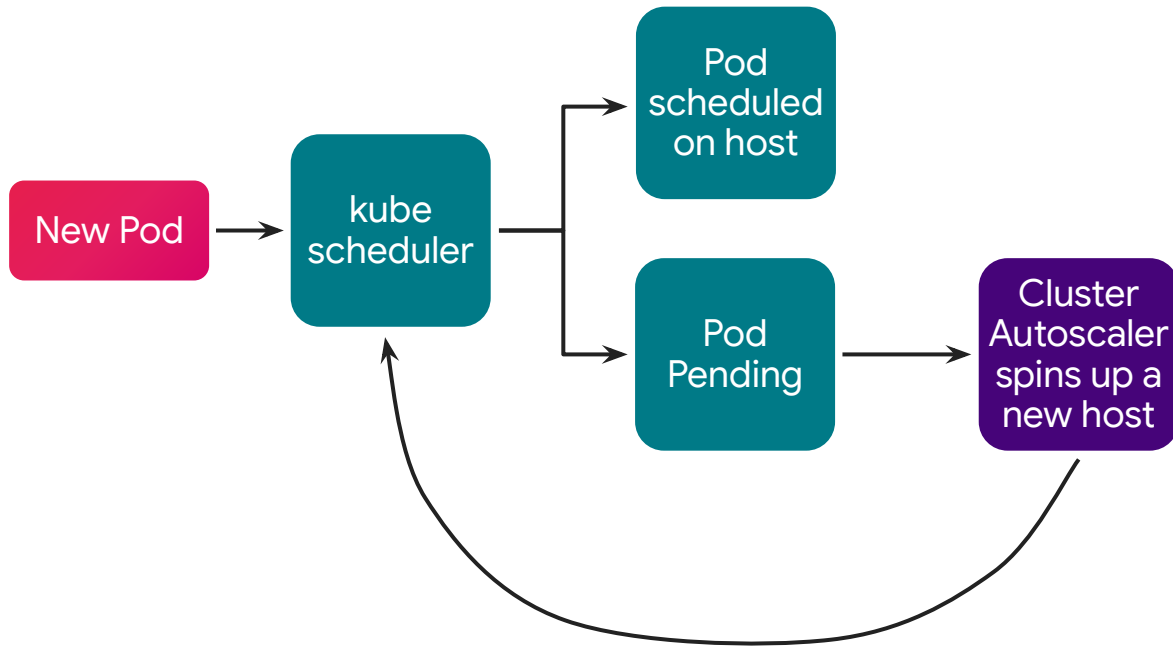 New Pod
kube
scheduler
Pod
scheduled
on host
Pod
Pending
Cluster
Autoscaler
spins up a
new host